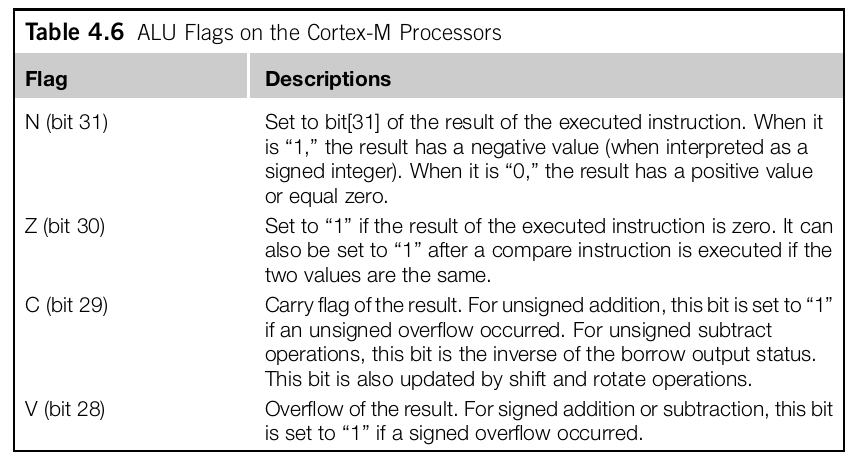 Table 4.6 ALU Flags on the Cortex-M Processors
Flag Descriptions
N (bit 31) Set to bit[31] of the result of the executed instruction. When it
is “1,” the result has a negative value (when interpreted as a
signed integer). When it is “0,” the result has a positive value
or equal zero.
Z (bit 30) Set to “1” if the result of the executed instruction is zero. It can
also be set to “1” after a compare instruction is executed if the
two values are the same.
C (bit 29) Carry flag of the result. For unsigned addition, this bit is set to “1”
if an unsigned overflow occurred. For unsigned subtract
operations, this bit is the inverse of the borrow output status.
This bit is also updated by shift and rotate operations.
V (bit 28) Overflow of the result. For signed addition or subtraction, this bit
is set to “1” if a signed overflow occurred.